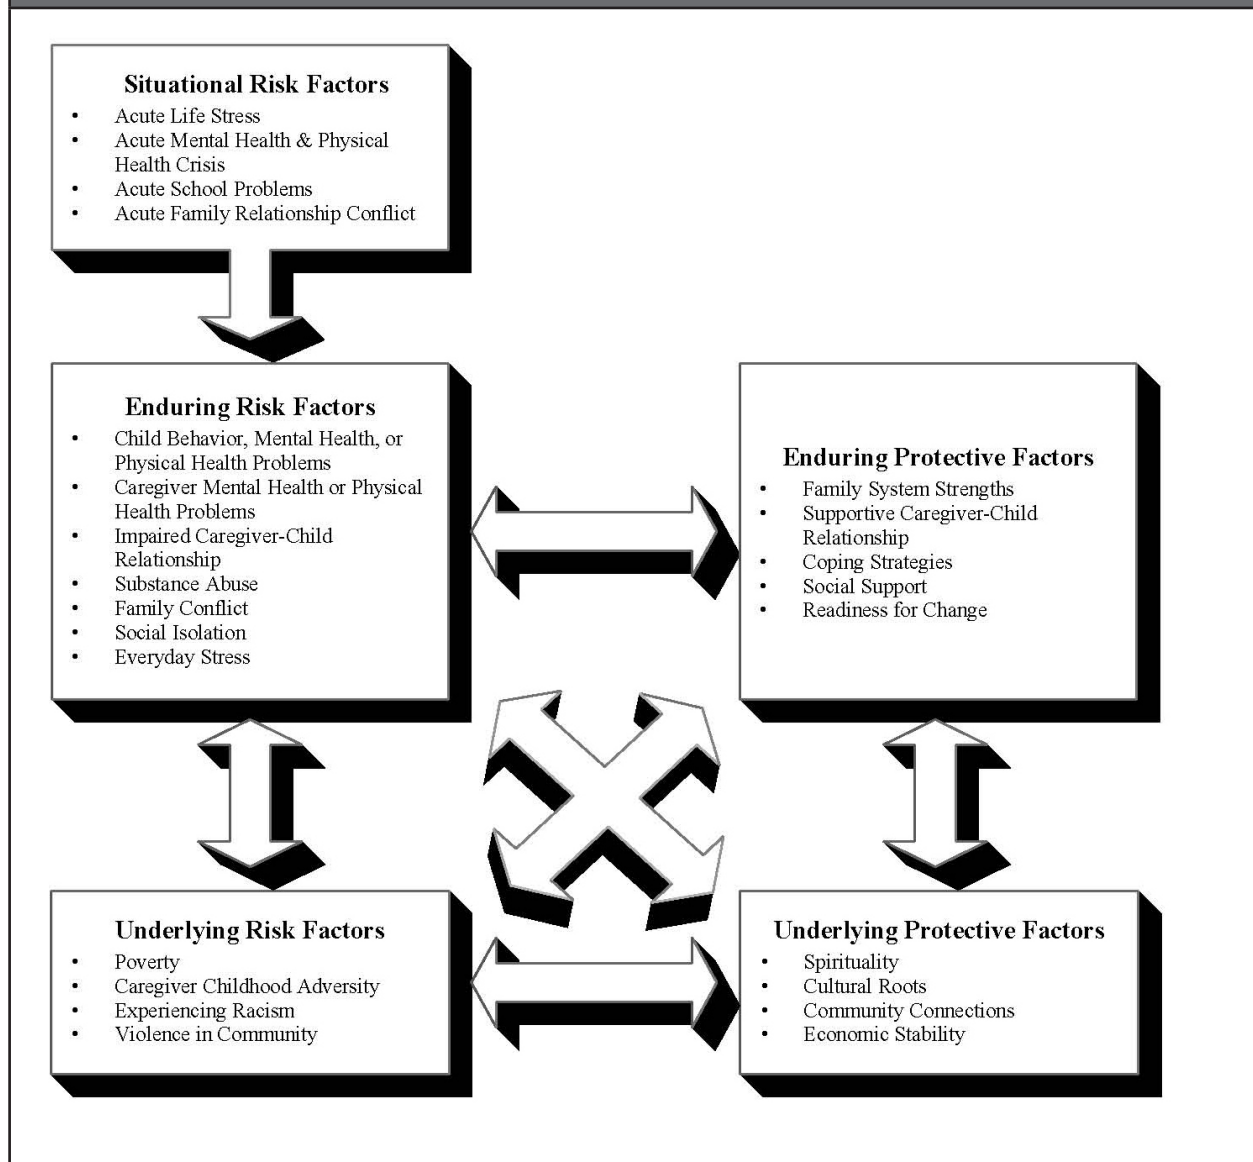 Situational Risk Factors
• Acute Life Stress
• Acute Mental Health & Physical
Health Crisis
• Acute School Problems
• Acute Family Relationship Conflict
Enduring Risk Factors
• Child Behavior, Mental Health, or
Physical Health Problems
• Caregiver Mental Health or Physical
Health Problems
• Impaired Caregiver-Child
Relationship
• Substance Abuse
• Family Conflict
• Social Isolation
• Everyday Stress
Enduring Protective Factors
• Family System Strengths
• Supportive Caregiver-Child
Relationship
• Coping Strategies
• Social Support
• Readiness for Change
Underlying Risk Factors
• Poverty
• Caregiver Childhood Adversity
• Experiencing Racism
• Violence in Community
Underlying Protective Factors
• Spirituality
• Cultural Roots
• Community Connections
• Economic Stability